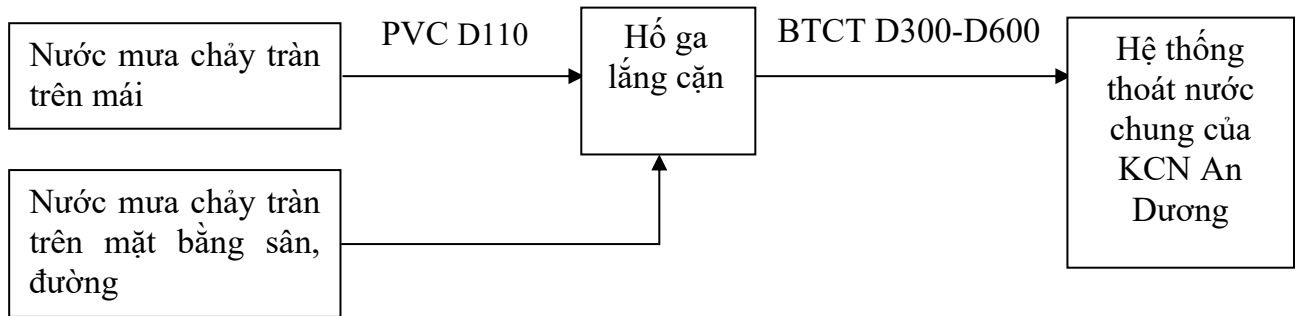 Nước mưa chảy tràn
trên mái
PVC D110
Hố ga
lắng cặn
BTCT D300-D600
Hệ thống
thoát nước
chung của
KCN An
Dương
Nước mưa chảy tràn
trên mặt bằng sân,
đường